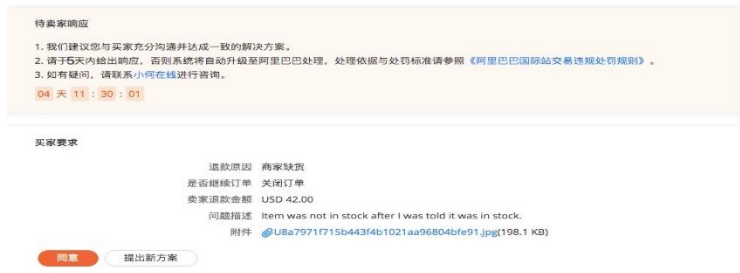 待卖家响应
1. 我们建议您与买家充分沟通并达成一致的解决方案。
2. 请于5天内给出响应，否则系统将自动升级至阿里巴巴处理，处理依据与处罚标准请参照《阿里巴巴国际站交易违规处罚规则》。
3. 如有疑问，请联系小何在线进行咨询。
04 天 11 : 30 : 01
买家要求
退款原因 商家缺货
是否继续订单 关闭订单
卖家退款金额 USD 42.00
问题描述 Item was not in stock after I was told it was in stock.
附件 U8a7971f715b443f4b1021aa96804bfe91.jpg(198.1 KB)
同意 提出新方案